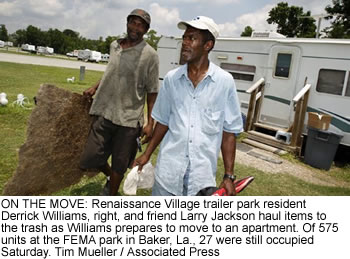 ON THE MOVE: Renaissance Village trailer park resident
Derrick Williams, right, and friend Larry Jackson haul items to
the trash as Williams prepares to move to an apartment. Of 575
units at the FEMA park in Baker, La., 27 were still occupied
Saturday. Tim Mueller / Associated Press